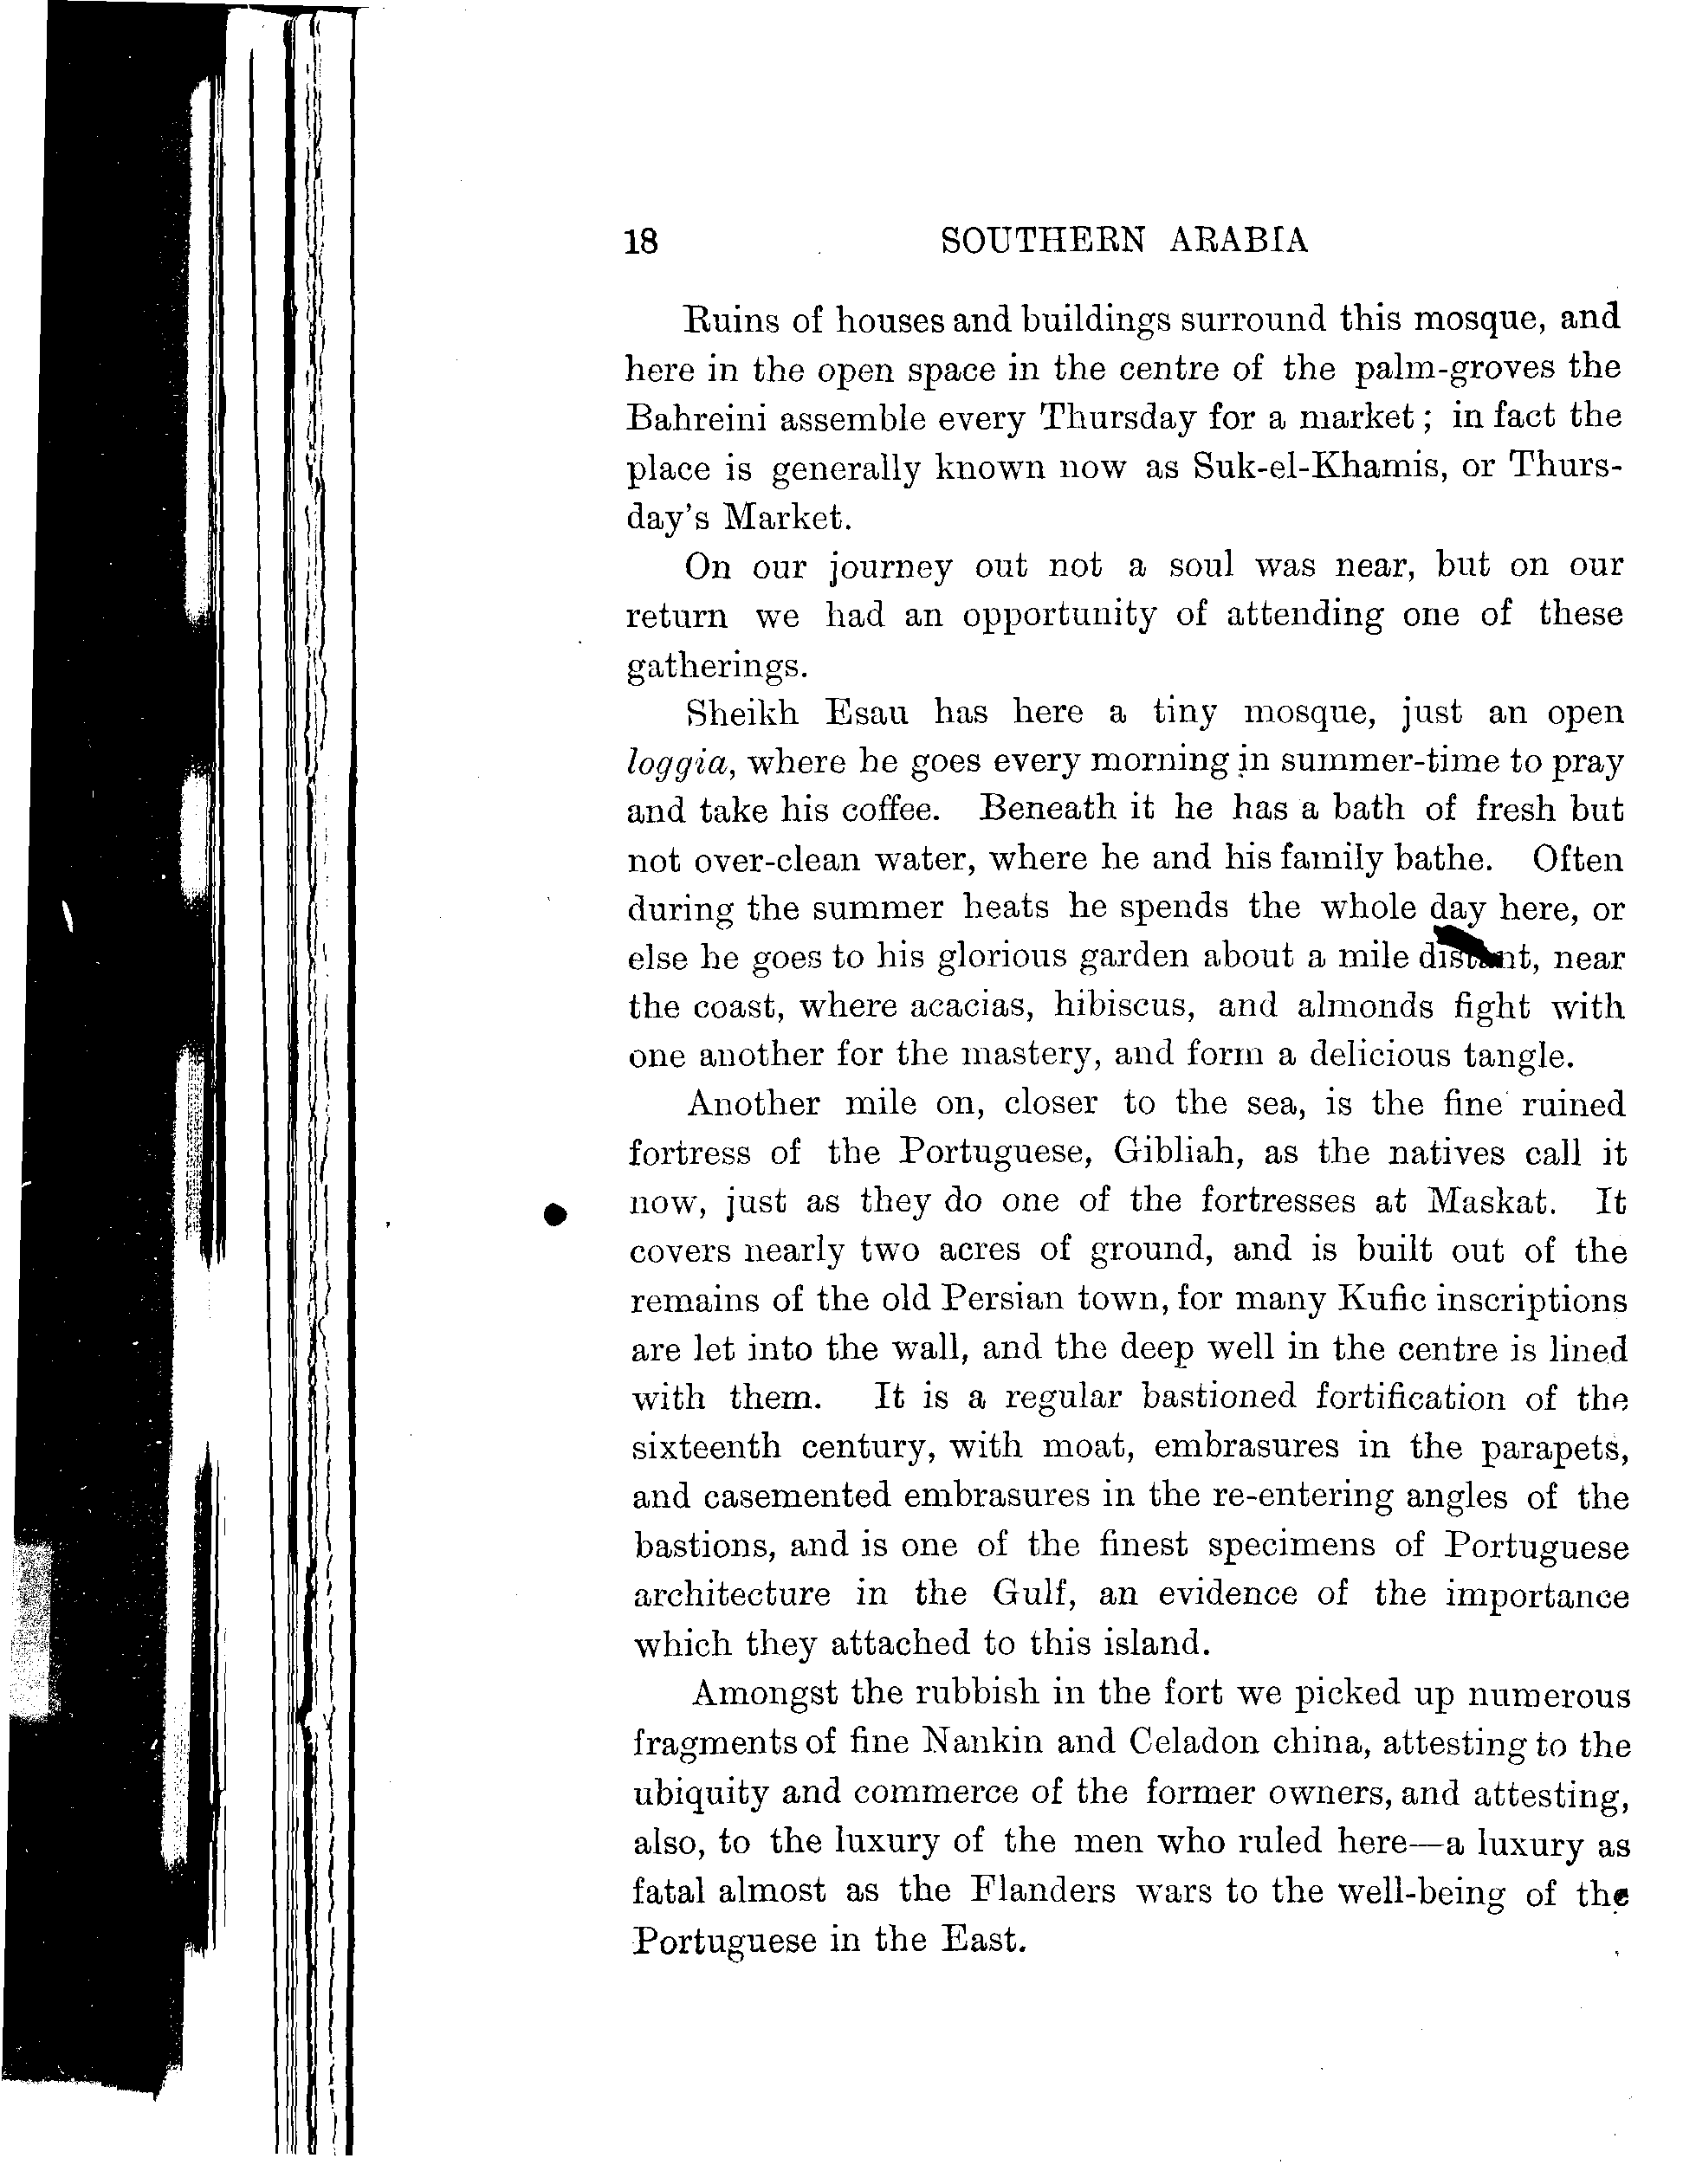 18 SOUTHERN ARABIA
Ruins of houses and buildings surround this mosque, and
here in the open space in the centre of the palm-groves the
Bahreini assemble every Thursday for a market; in fact the
place is generally known now as Suk-el-Khamis, or Thurs-
day's Market.
On our journey out not a soul was near, but on our
return we had an opportunity of attending one of these
gatherings.
Sheikh Esau has here a tiny mosque, just an open
loggia, where he goes every morning in summer-time to pray
and take his coffee. Beneath it he has a bath of fresh but
not over-clean water, where he and his family bathe. Often
during the summer heats he spends the whole day here, or
else he goes to his glorious garden about a mile distant, near
the coast, where acacias, hibiscus, and almonds fight with
one another for the mastery, and form a delicious tangle.
Another mile on, closer to the sea, is the fine ruined
fortress of the Portuguese, Gibliah, as the natives call it
now, just as they do one of the fortresses at Maskat. It
covers nearly two acres of ground, and is built out of the
remains of the old Persian town, for many Kufic inscriptions
are let into the wall, and the deep well in the centre is lined
with them. It is a regular bastioned fortification of the
sixteenth century, with moat, embrasures in the parapets,
and casemented embrasures in the re-entering angles of the
bastions, and is one of the finest specimens of Portuguese
architecture in the Gulf, an evidence of the importance
which they attached to this island.
Amongst the rubbish in the fort we picked up numerous
fragments of fine Nankin and Celadon china, attesting to the
ubiquity and commerce of the former owners, and attesting,
also, to the luxury of the men who ruled here—a luxury as
fatal almost as the Flanders wars to the well-being of the
Portuguese in the East.